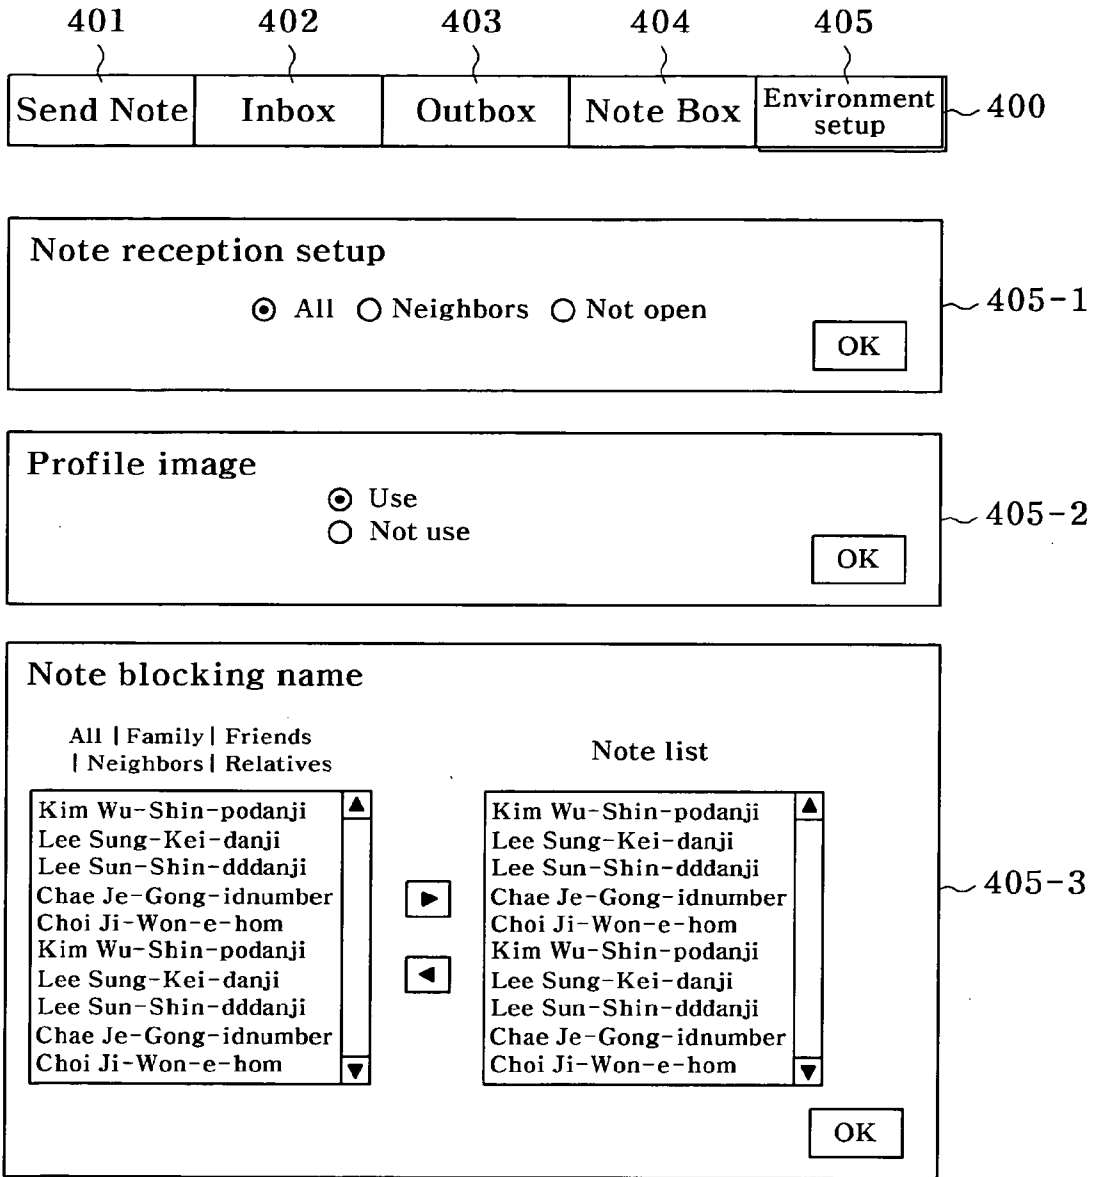 401 402 403 404 405
Send Note Inbox Outbox Note Box Environment setup 400
Note reception setup
All Neighbors Not open
OK
405-1
Profile image
Use
Not use
OK
405-2
Note blocking name
All | Family | Friends
| Neighbors | Relatives
Note list
Kim Wu-Shin-podanji
Lee Sung-Kei-danji
Lee Sun-Shin-dddanji
Chae Je-Gong-idnumber
Choi Ji-Won-e-hom
Kim Wu-Shin-podanji
Lee Sung-Kei-danji
Lee Sun-Shin-dddanji
Chae Je-Gong-idnumber
Choi Ji-Won-e-hom
Kim Wu-Shin-podanji
Lee Sung-Kei-danji
Lee Sun-Shin-dddanji
Chae Je-Gong-idnumber
Choi Ji-Won-e-hom
Kim Wu-Shin-podanji
Lee Sung-Kei-danji
Lee Sun-Shin-dddanji
Chae Je-Gong-idnumber
Choi Ji-Won-e-hom
405-3
OK